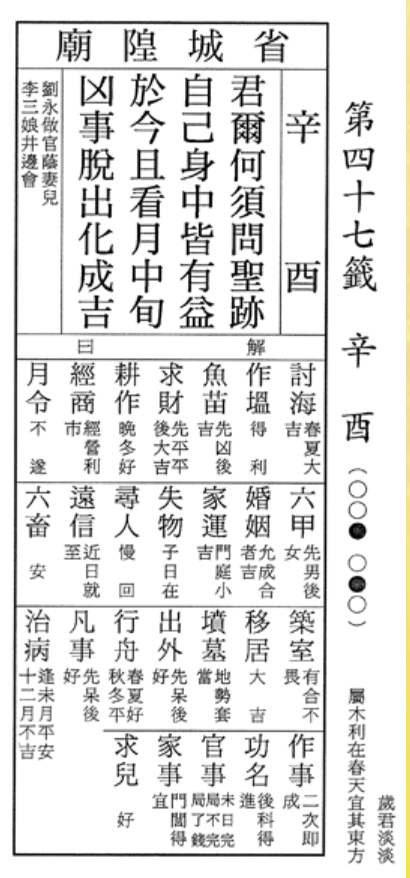 第四十七籤 辛酉（○○○●○●○）
屬木利在春天宜其東方
歲君淡淡
省城隍廟
辛酉
君爾何須問聖跡
自己身中皆有益
於今且看月中旬
凶事脫出化成吉
劉永做官蔭妻兒
李三娘井邊會
解曰
討海 春夏大吉
作塭 得利
魚苗 先凶後吉
求財 先平平後大吉
耕作 晚冬好
經商 經營利市
月令 不遂
六甲 先男後女
婚姻 允成合者吉
家運 門庭小吉
失物 子日在
尋人 慢回
遠信 近日就至
六畜 安
築室 有合不畏
移居 大吉
墳墓 地勢套當
出外 先呆後好
行舟 春夏好秋冬平
凡事 先呆後好
治病 逢未月平安十二月不吉
作事 二次即成
功名 後科得進
官事 未日完局不完局了錢
家事 門閭得宜
求兒 好